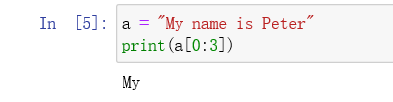 In [5]: a = "My name is Peter"
print(a[0:3])
My